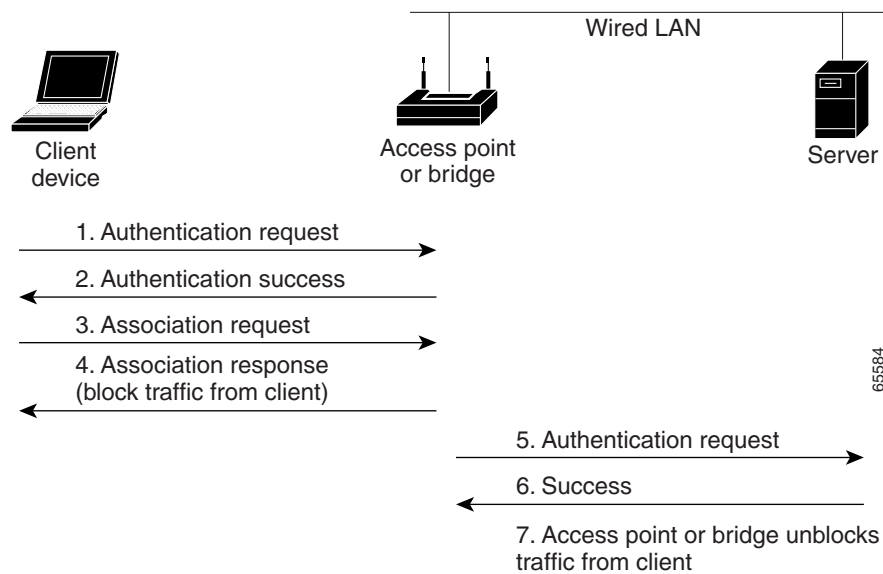 Wired LAN
Client
device
Access point
or bridge
Server
1. Authentication request
2. Authentication success
3. Association request
4. Association response
(block traffic from client)
65584
5. Authentication request
6. Success
7. Access point or bridge unblocks
traffic from client